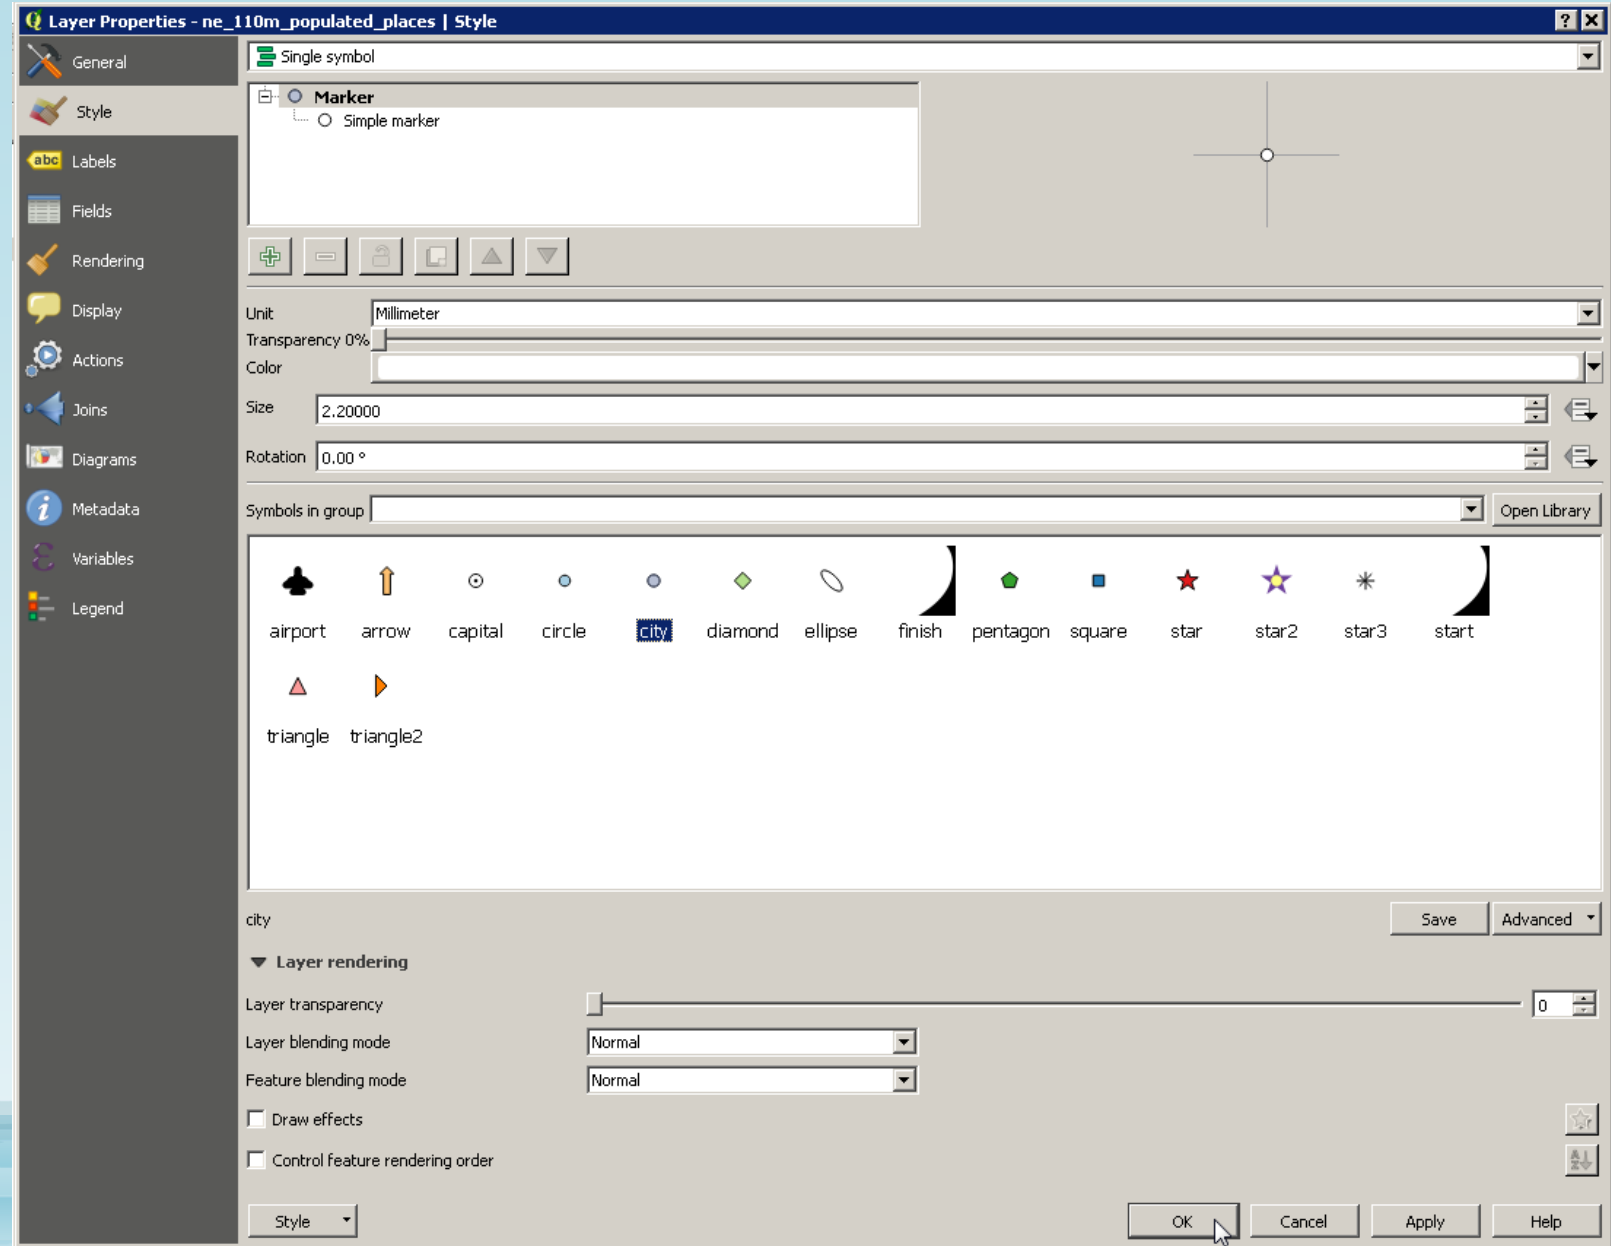 Layer Properties - ne_110m_populated_places | Style
General
Style
Labels
Fields
Rendering
Display
Actions
Joins
Diagrams
Metadata
Variables
Legend
Single symbol
Marker
Simple marker
Unit Millimeter
Transparency 0%
Color
Size 2.20000
Rotation 0.00 °
Symbols in group Open Library
airport arrow capital circle city diamond ellipse finish pentagon square star star2 star3 start
triangle triangle2
city Save Advanced
Layer rendering
Layer transparency 0
Layer blending mode Normal
Feature blending mode Normal
Draw effects
Control feature rendering order
Style OK Cancel Apply Help